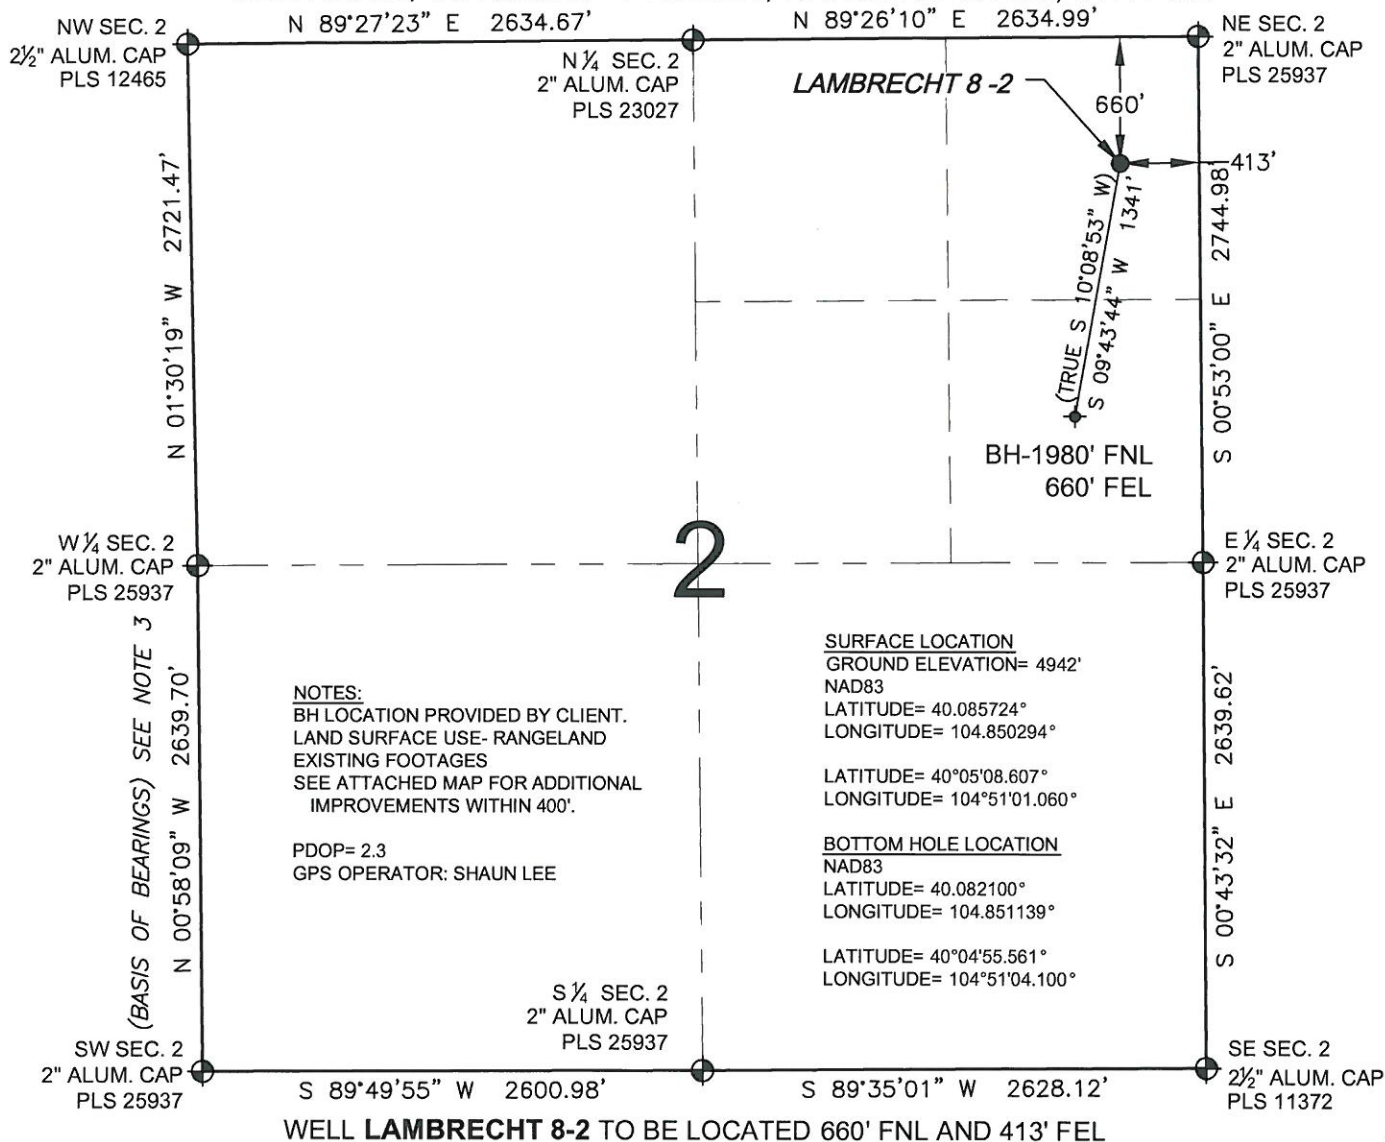 N 89°27'23" E 2634.67'
N 89°26'10" E 2634.99'
NW SEC. 2
2½" ALUM. CAP
PLS 12465
N ¼ SEC. 2
2" ALUM. CAP
PLS 23027
NE SEC. 2
2" ALUM. CAP
PLS 25937
LAMBRECHT 8 -2
660'
413'
N 01°30'19" W 2721.47'
(TRUE S 10°08'53" W)
S 09°43'44" W 1341'
S 00°53'00" E 2744.98'
BH-1980' FNL
660' FEL
W ¼ SEC. 2
2" ALUM. CAP
PLS 25937
2
E ¼ SEC. 2
2" ALUM. CAP
PLS 25937
(BASIS OF BEARINGS) SEE NOTE 3
N 00°58'09" W 2639.70'
NOTES:
BH LOCATION PROVIDED BY CLIENT.
LAND SURFACE USE- RANGELAND
EXISTING FOOTAGES
SEE ATTACHED MAP FOR ADDITIONAL
IMPROVEMENTS WITHIN 400'.
PDOP= 2.3
GPS OPERATOR: SHAUN LEE
SURFACE LOCATION
GROUND ELEVATION= 4942'
NAD83
LATITUDE= 40.085724°
LONGITUDE= 104.850294°
LATITUDE= 40°05'08.607°
LONGITUDE= 104°51'01.060°
BOTTOM HOLE LOCATION
NAD83
LATITUDE= 40.082100°
LONGITUDE= 104.851139°
LATITUDE= 40°04'55.561°
LONGITUDE= 104°51'04.100°
S 00°43'32" E 2639.62'
S ¼ SEC. 2
2" ALUM. CAP
PLS 25937
SW SEC. 2
2" ALUM. CAP
PLS 25937
SE SEC. 2
2½" ALUM. CAP
PLS 11372
S 89°49'55" W 2600.98'
S 89°35'01" W 2628.12'
WELL LAMBRECHT 8-2 TO BE LOCATED 660' FNL AND 413' FEL